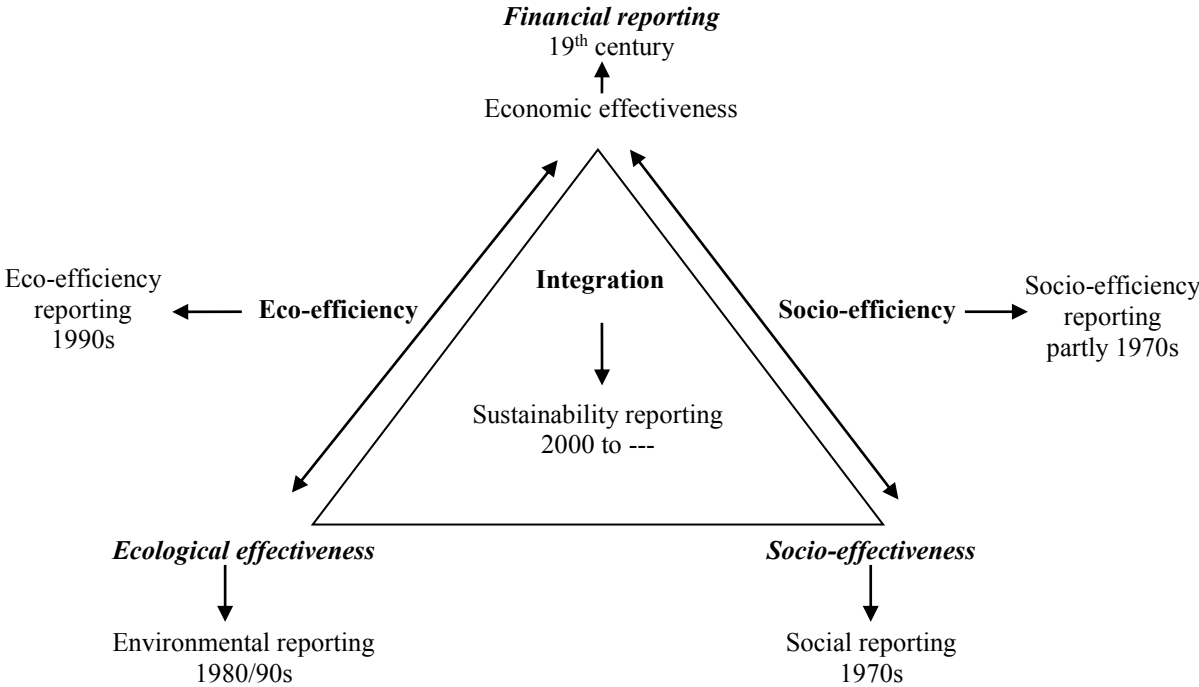 Financial reporting
19th century
Economic effectiveness
Integration
Eco-efficiency
reporting
1990s
Eco-efficiency
Socio-efficiency
Socio-efficiency
reporting
partly 1970s
Sustainability reporting
2000 to ---
Ecological effectiveness
Socio-effectiveness
Environmental reporting
1980/90s
Social reporting
1970s